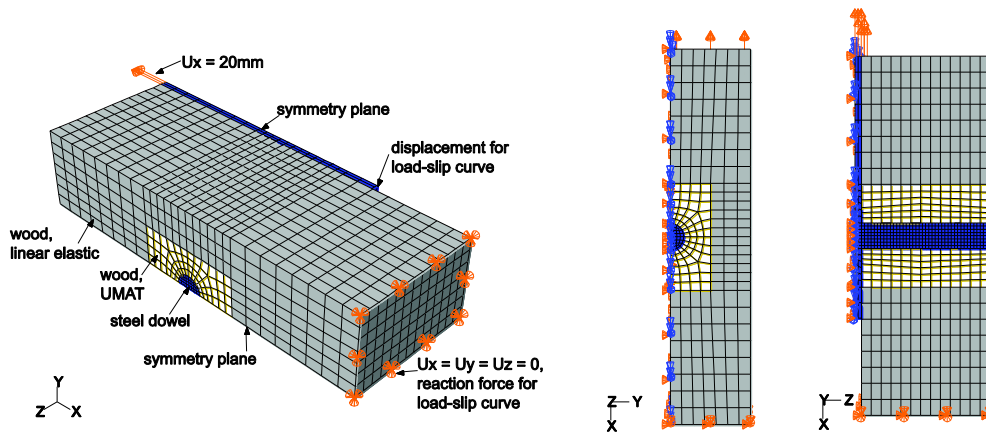 Ux = 20mm
symmetry plane
displacement for
load-slip curve
wood,
linear elastic
wood,
UMAT
steel dowel
symmetry plane
Ux = Uy = Uz = 0,
reaction force for
load-slip curve
Y
Z X
Z Y
X
Y Z
X